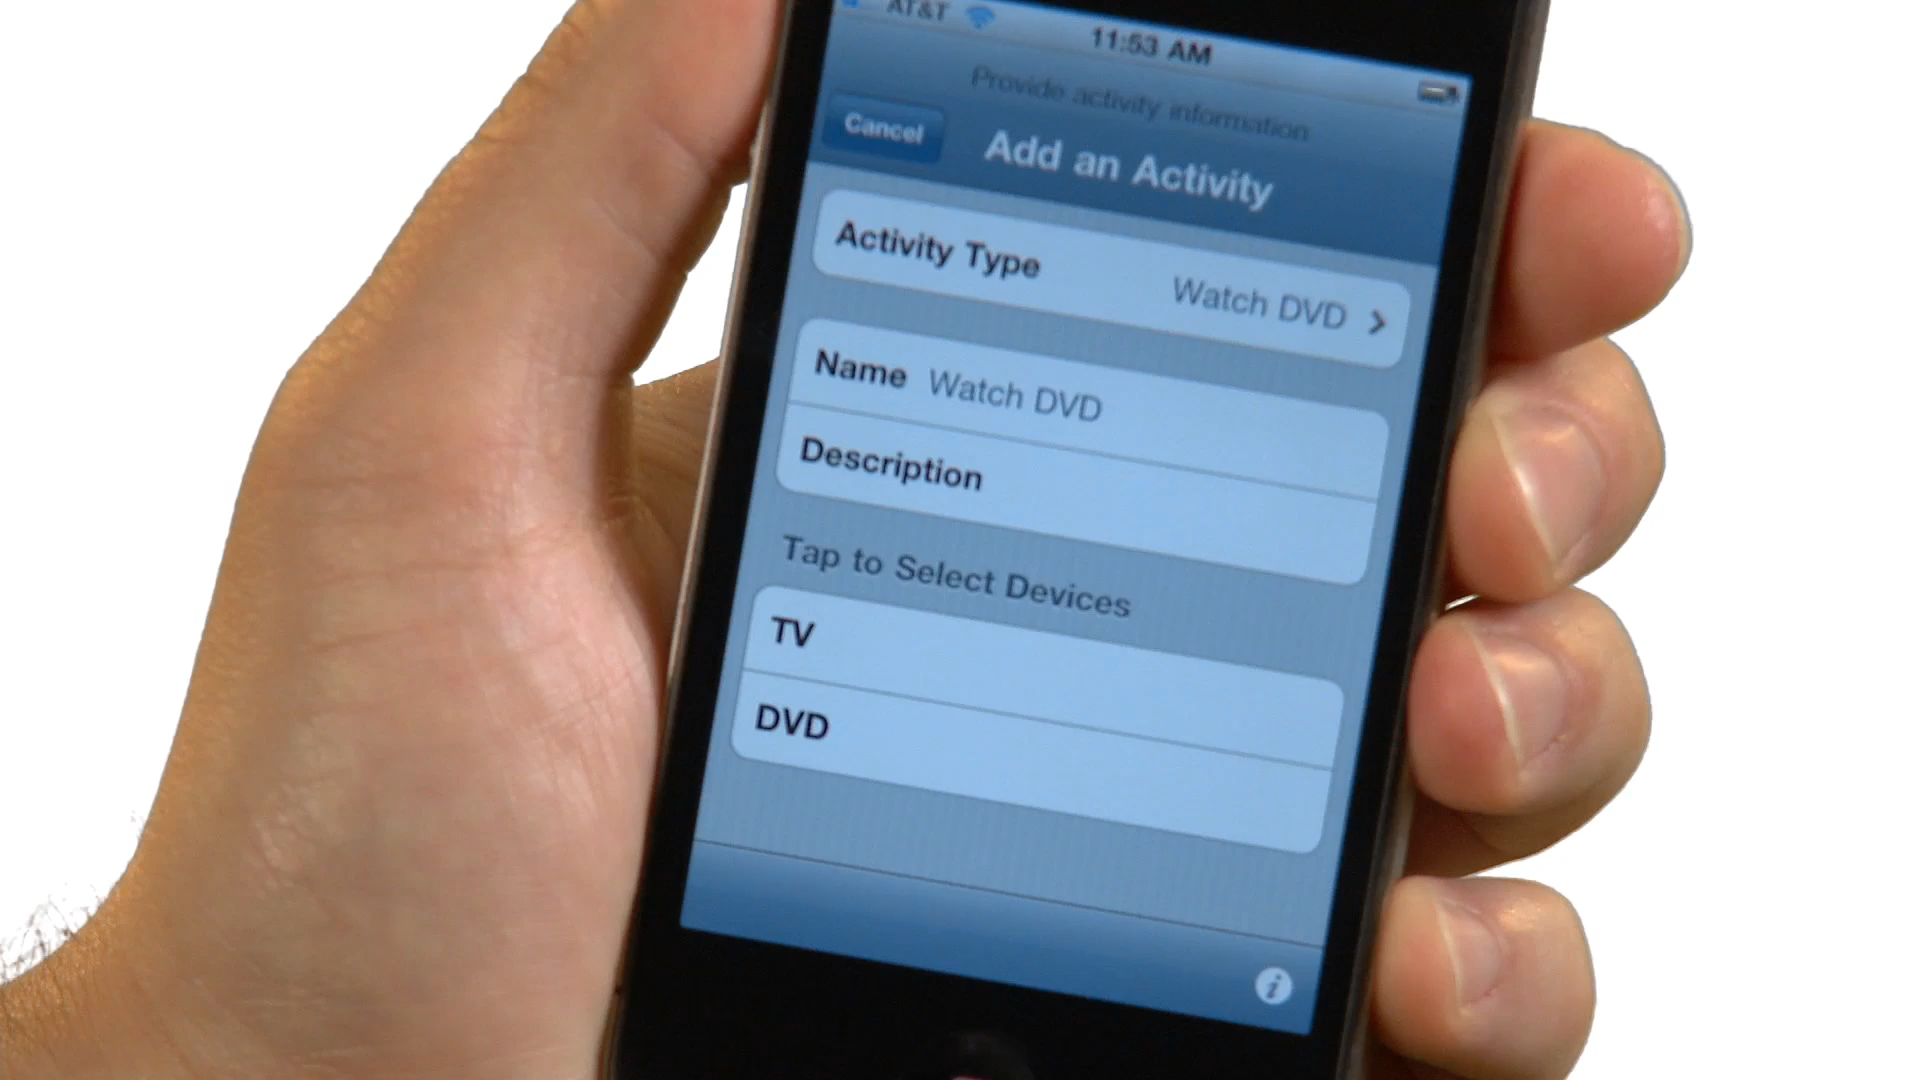 AT&T
11:53 AM
Provide activity information
Cancel
Add an Activity
Activity Type
Watch DVD
Name Watch DVD
Description
Tap to Select Devices
TV
DVD
i